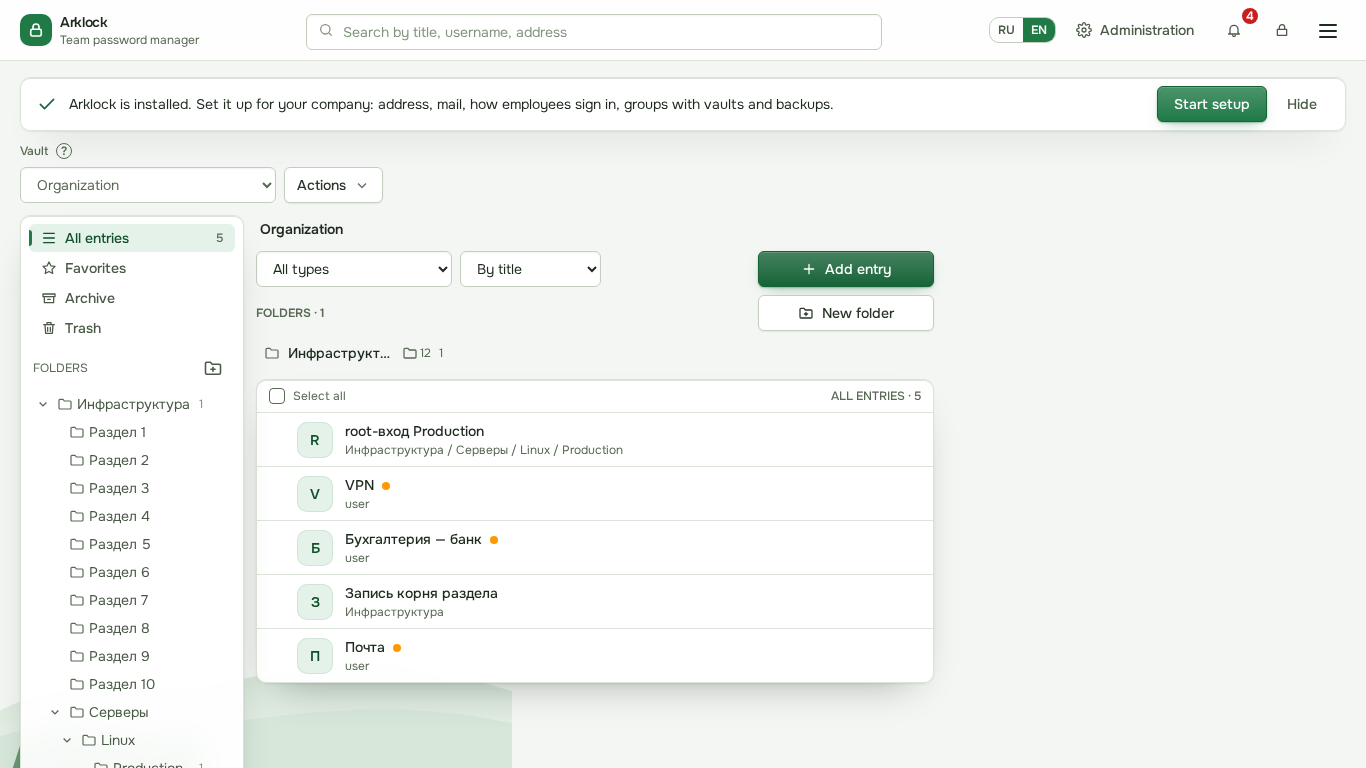 Arklock
Team password manager
Search by title, username, address
RU EN
Administration
4
Arklock is installed. Set it up for your company: address, mail, how employees sign in, groups with vaults and backups.
Start setup
Hide
Vault ?
Organization
Actions
All entries 5
Favorites
Archive
Trash
FOLDERS
Инфраструктура 1
Раздел 1
Раздел 2
Раздел 3
Раздел 4
Раздел 5
Раздел 6
Раздел 7
Раздел 8
Раздел 9
Раздел 10
Серверы
Linux
Production 1
Organization
All types
By title
Add entry
FOLDERS · 1
New folder
Инфраструкт... 12 1
Select all
ALL ENTRIES · 5
R
root-вход Production
Инфраструктура / Серверы / Linux / Production
V
VPN
user
Б
Бухгалтерия — банк
user
З
Запись корня раздела
Инфраструктура
П
Почта
user